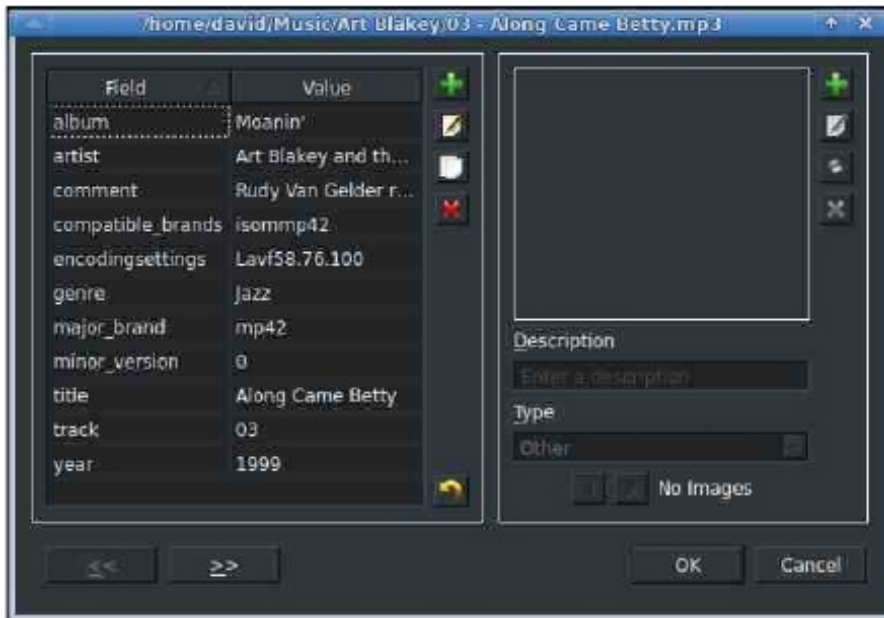 /home/david/Music/Art Blakey/03 - Along Came Betty.mp3
Field Value
album Moanin'
artist Art Blakey and th...
comment Rudy Van Gelder r...
compatible_brands isommp42
encodingsettings Lavf58.76.100
genre Jazz
major_brand mp42
minor_version 0
title Along Came Betty
track 03
year 1999
Description
Enter a description
Type
Other
No Images
<< >> OK Cancel